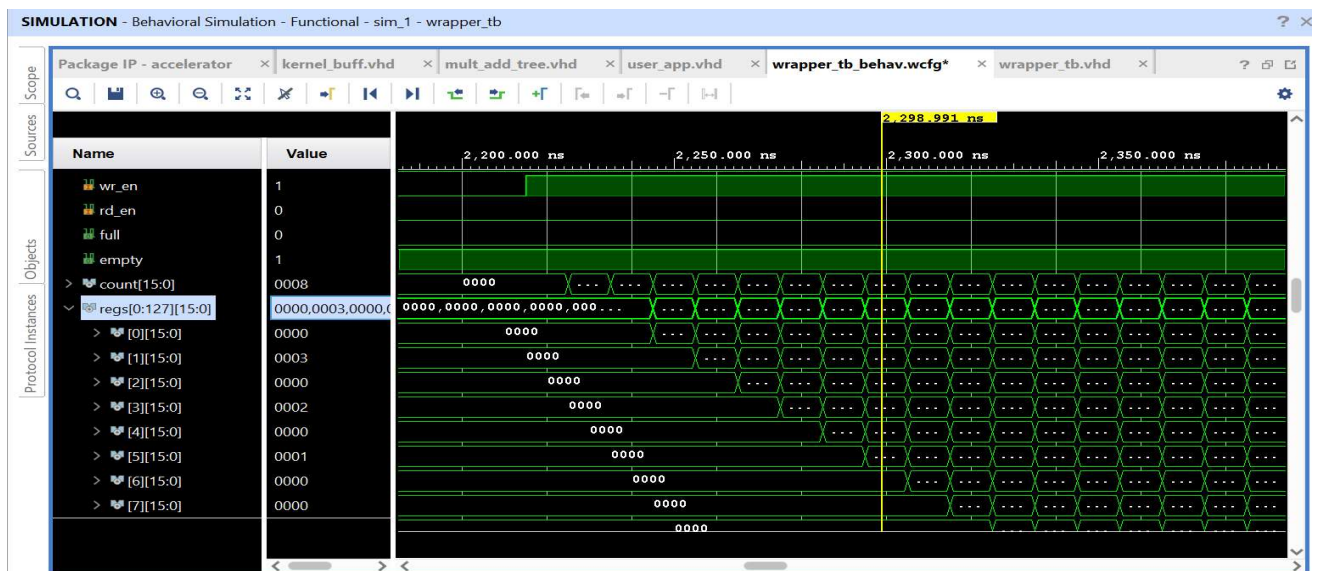 SIMULATION - Behavioral Simulation - Functional - sim_1 - wrapper_tb
Package IP - accelerator kernel_buff.vhd mult_add_tree.vhd user_app.vhd wrapper_tb_behav.wcfg* wrapper_tb.vhd
Scope
Sources
Objects
Protocol Instances
2,298.991 ns
Name Value 2,200.000 ns 2,250.000 ns 2,300.000 ns 2,350.000 ns
wr_en 1
rd_en 0
full 0
empty 1
count[15:0] 0008 0000 ... ... ... ... ... ... ... ... ... ... ... ... ... ... ... ... ...
regs[0:127][15:0] 0000,0003,0000,0 0000,0000,0000,0000,000... ... ... ... ... ... ... ... ... ... ... ... ... ... ... ...
[0][15:0] 0000 0000 ... ... ... ... ... ... ... ... ... ... ... ... ... ... ...
[1][15:0] 0003 0000 ... ... ... ... ... ... ... ... ... ... ... ... ... ...
[2][15:0] 0000 0000 ... ... ... ... ... ... ... ... ... ... ... ... ...
[3][15:0] 0002 0000 ... ... ... ... ... ... ... ... ... ... ... ...
[4][15:0] 0000 0000 ... ... ... ... ... ... ... ... ... ... ...
[5][15:0] 0001 0000 ... ... ... ... ... ... ... ... ... ...
[6][15:0] 0000 0000 ... ... ... ... ... ... ... ... ...
[7][15:0] 0000 0000 ... ... ... ... ... ... ... ...
0000 ... ... ... ... ... ... ...